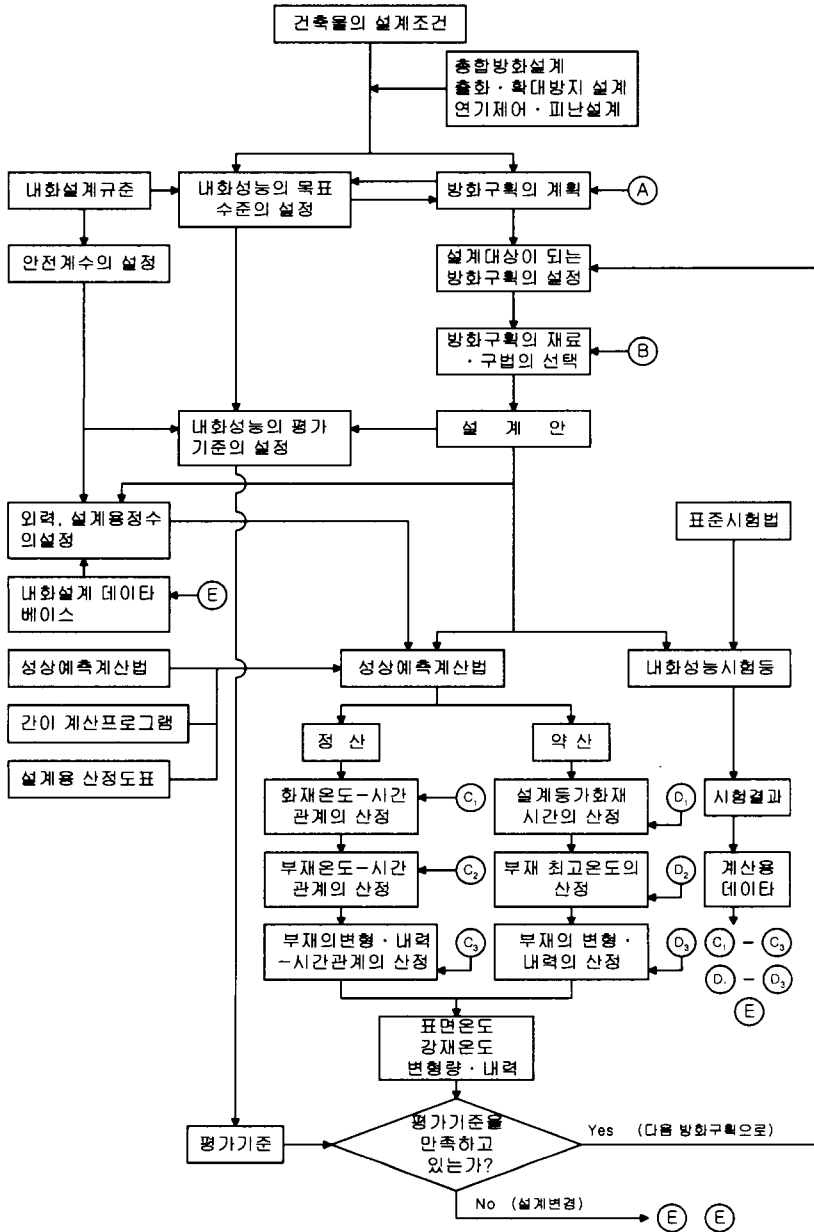 건축물의 설계조건
종합방화설계
출화 · 확대방지 설계
연기제어 · 피난설계
내화설계규준
내화성능의 목표
수준의 설정
방화구획의 계획
A
안전계수의 설정
설계대상이 되는
방화구획의 설정
방화구획의 재료
· 구법의 선택
B
내화성능의 평가
기준의 설정
설 계 안
외력, 설계용정수
의설정
표준시험법
내화설계 데이타
베이스
E
성상예측계산법
성상예측계산법
내화성능시험등
간이 계산프로그램
정 산
약 산
설계용 산정도표
화재온도-시간
관계의 산정
C₁
설계등가화재
시간의 산정
D₁
시험결과
부재온도-시간
관계의 산정
C₂
부재 최고온도의
산정
D₂
계산용
데이타
부재의변형 · 내력
-시간관계의 산정
C₃
부재의 변형 ·
내력의 산정
D₃
C₁ - C₃
D. - D₃
E
표면온도
강재온도
변형량 · 내력
평가기준
평가기준을
만족하고
있는가?
Yes (다음 방화구획으로)
No (설계변경)
E E